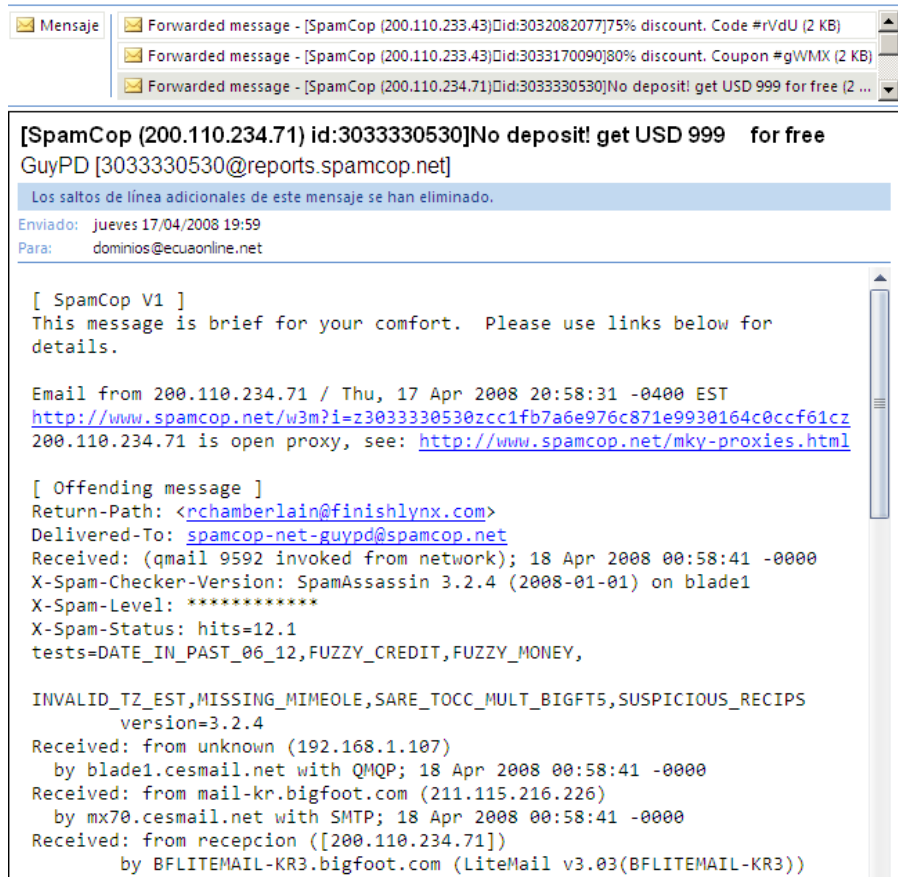 Mensaje
Forwarded message - [SpamCop (200.110.233.43)▯id:3032082077]75% discount. Code #rVdU (2 KB)
Forwarded message - [SpamCop (200.110.233.43)▯id:3033170090]80% discount. Coupon #gWMX (2 KB)
Forwarded message - [SpamCop (200.110.234.71)▯id:3033330530]No deposit! get USD 999 for free (2 ...
[SpamCop (200.110.234.71) id:3033330530]No deposit! get USD 999 for free
GuyPD [3033330530@reports.spamcop.net]
Los saltos de línea adicionales de este mensaje se han eliminado.
Enviado: jueves 17/04/2008 19:59
Para: dominios@ecuaonline.net
[ SpamCop V1 ]
This message is brief for your comfort. Please use links below for
details.
Email from 200.110.234.71 / Thu, 17 Apr 2008 20:58:31 -0400 EST
http://www.spamcop.net/w3m?i=z3033330530zcc1fb7a6e976c871e9930164c0ccf61cz
200.110.234.71 is open proxy, see: http://www.spamcop.net/mky-proxies.html
[ Offending message ]
Return-Path: <rchamberlain@finishlynx.com>
Delivered-To: spamcop-net-guypd@spamcop.net
Received: (qmail 9592 invoked from network); 18 Apr 2008 00:58:41 -0000
X-Spam-Checker-Version: SpamAssassin 3.2.4 (2008-01-01) on blade1
X-Spam-Level: ************
X-Spam-Status: hits=12.1
tests=DATE_IN_PAST_06_12,FUZZY_CREDIT,FUZZY_MONEY,
INVALID_TZ_EST,MISSING_MIMEOLE,SARE_TOCC_MULT_BIGFT5,SUSPICIOUS_RECIPS
version=3.2.4
Received: from unknown (192.168.1.107)
by blade1.cesmail.net with QMQP; 18 Apr 2008 00:58:41 -0000
Received: from mail-kr.bigfoot.com (211.115.216.226)
by mx70.cesmail.net with SMTP; 18 Apr 2008 00:58:41 -0000
Received: from recepcion ([200.110.234.71])
by BFLITEMAIL-KR3.bigfoot.com (LiteMail v3.03(BFLITEMAIL-KR3))